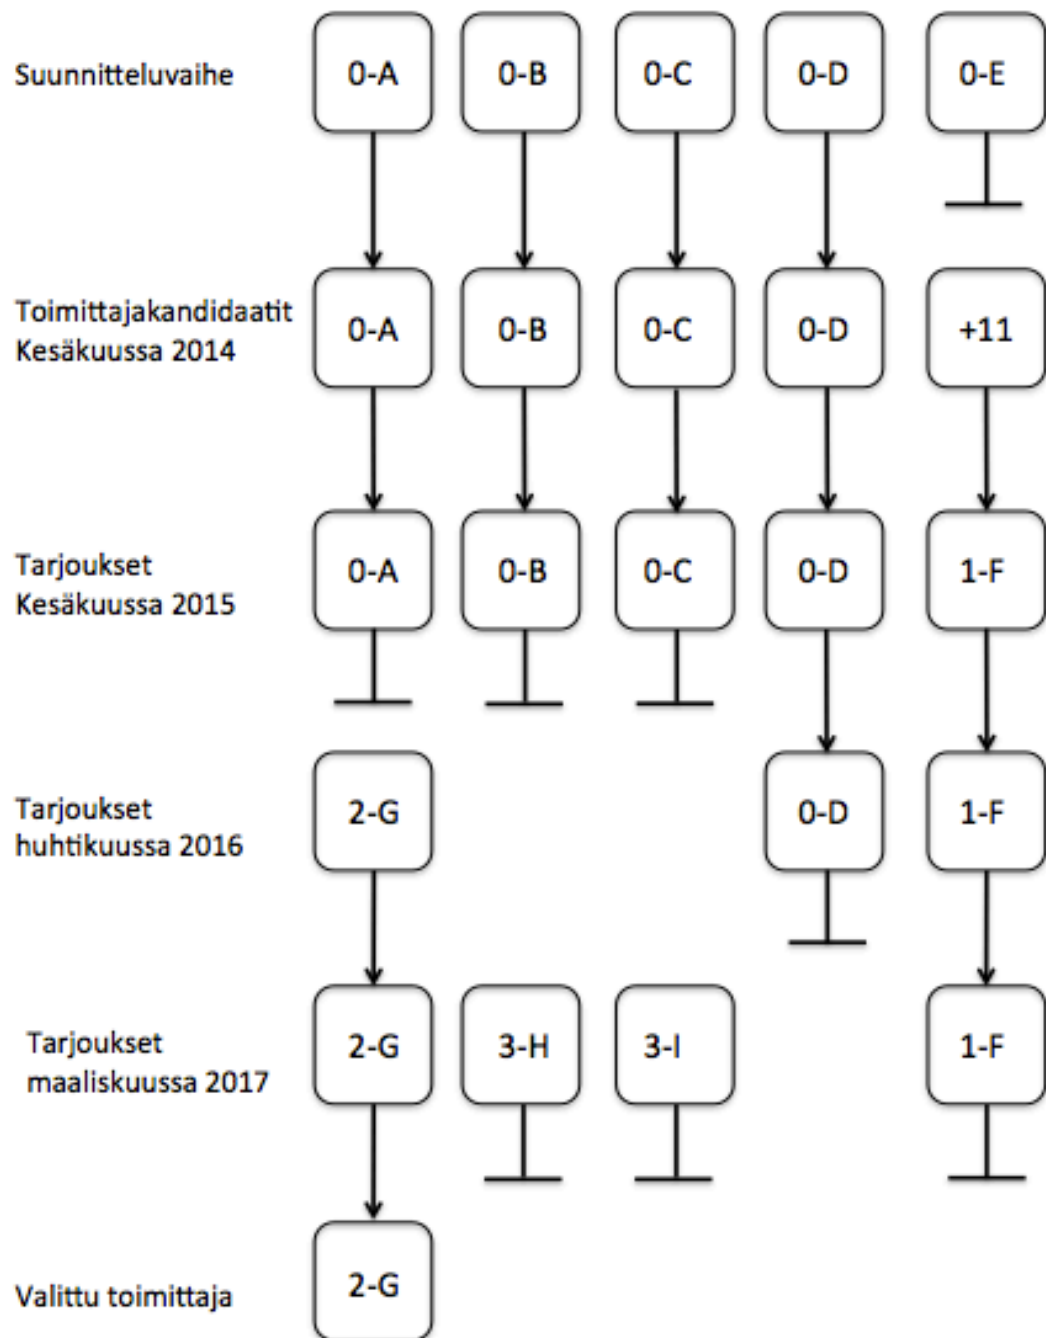 Suunnitteluvaihe 0-A 0-B 0-C 0-D 0-E
Toimittajakandidaatit
Kesäkuussa 2014 0-A 0-B 0-C 0-D +11
Tarjoukset
Kesäkuussa 2015 0-A 0-B 0-C 0-D 1-F
Tarjoukset
huhtikuussa 2016 2-G 0-D 1-F
Tarjoukset
maaliskuussa 2017 2-G 3-H 3-I 1-F
Valittu toimittaja 2-G